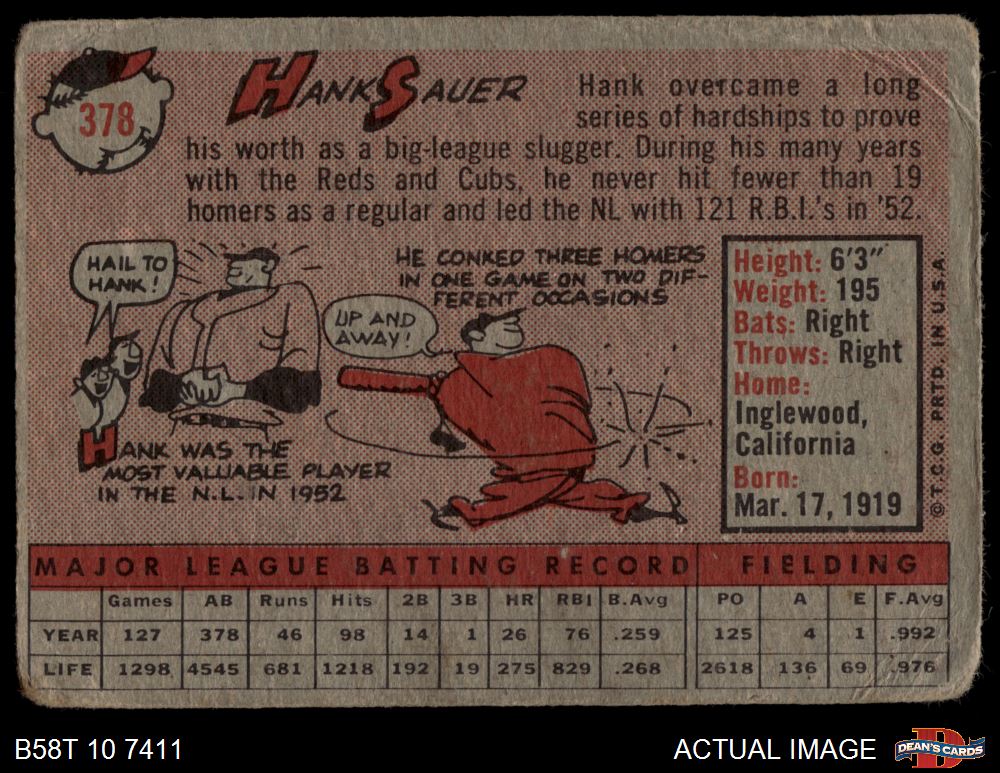 378
HANK SAUER
Hank overcame a long
series of hardships to prove
his worth as a big-league slugger. During his many years
with the Reds and Cubs, he never hit fewer than 19
homers as a regular and led the NL with 121 R.B.I.'s in '52.
HAIL TO
HANK!
HANK WAS THE
MOST VALUABLE PLAYER
IN THE N.L. IN 1952
HE CONKED THREE HOMERS
IN ONE GAME ON TWO DIF-
FERENT OCCASIONS
UP AND
AWAY!
Height: 6'3"
Weight: 195
Bats: Right
Throws: Right
Home:
Inglewood,
California
Born:
Mar. 17, 1919
© T.C.G. PRTD. IN U.S.A.
MAJOR LEAGUE BATTING RECORD FIELDING
Games AB Runs Hits 2B 3B HR RBI B.Avg PO A E F.Avg
YEAR 127 378 46 98 14 1 26 76 .259 125 4 1 .992
LIFE 1298 4545 681 1218 192 19 275 829 .268 2618 136 69 .976
B58T 10 7411
ACTUAL IMAGE
DEAN'S CARDS